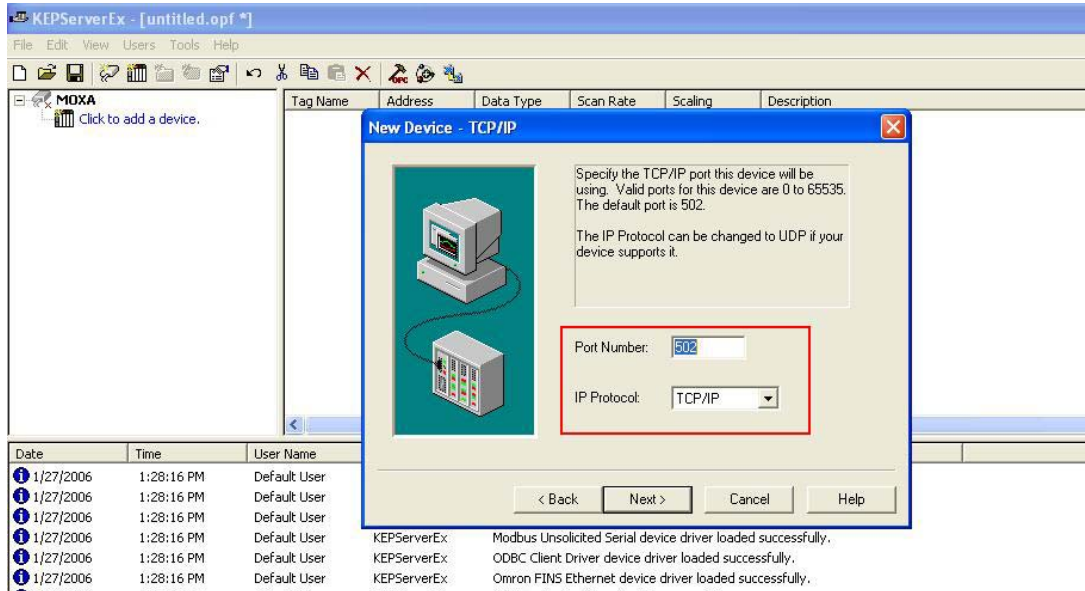 KEPServerEx - [untitled.opf *]
File Edit View Users Tools Help
OPC
MOXA
Click to add a device.
Tag Name Address Data Type Scan Rate Scaling Description
New Device - TCP/IP
Specify the TCP/IP port this device will be
using. Valid ports for this device are 0 to 65535.
The default port is 502.
The IP Protocol can be changed to UDP if your
device supports it.
Port Number: 502
IP Protocol: TCP/IP
< Back Next > Cancel Help
Date Time User Name
1/27/2006 1:28:16 PM Default User
1/27/2006 1:28:16 PM Default User
1/27/2006 1:28:16 PM Default User
1/27/2006 1:28:16 PM Default User KEPServerEx Modbus Unsolicited Serial device driver loaded successfully.
1/27/2006 1:28:16 PM Default User KEPServerEx ODBC Client Driver device driver loaded successfully.
1/27/2006 1:28:16 PM Default User KEPServerEx Omron FINS Ethernet device driver loaded successfully.